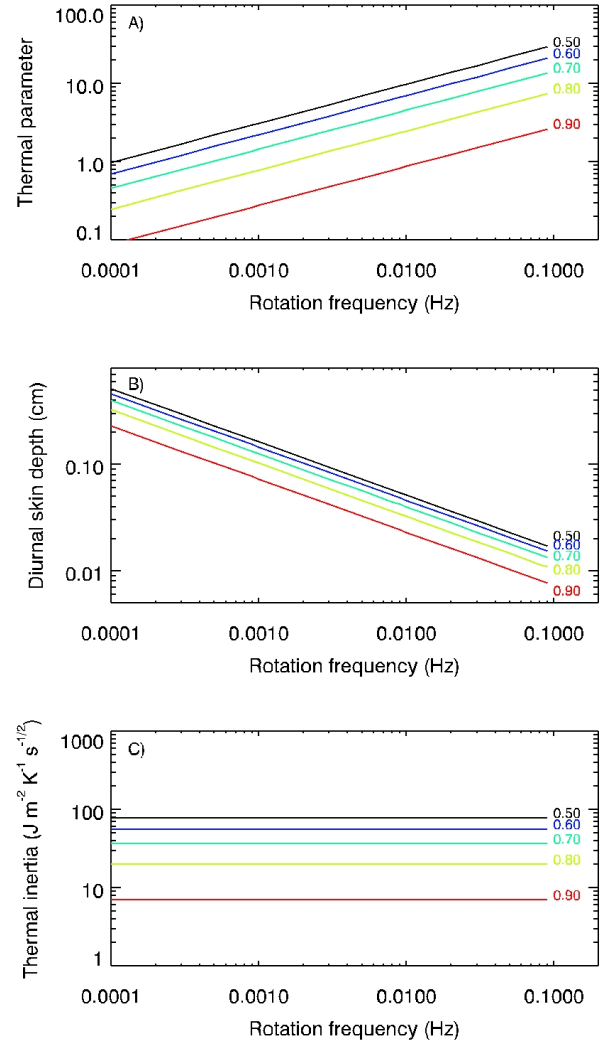 A)
100.0
10.0
1.0
0.1
Thermal parameter
0.50
0.60
0.70
0.80
0.90
0.0001 0.0010 0.0100 0.1000
Rotation frequency (Hz)
B)
0.10
0.01
Diurnal skin depth (cm)
0.50
0.60
0.70
0.80
0.90
0.0001 0.0010 0.0100 0.1000
Rotation frequency (Hz)
C)
1000
100
10
1
Thermal inertia (J m⁻² K⁻¹ s⁻¹/²)
0.50
0.60
0.70
0.80
0.90
0.0001 0.0010 0.0100 0.1000
Rotation frequency (Hz)